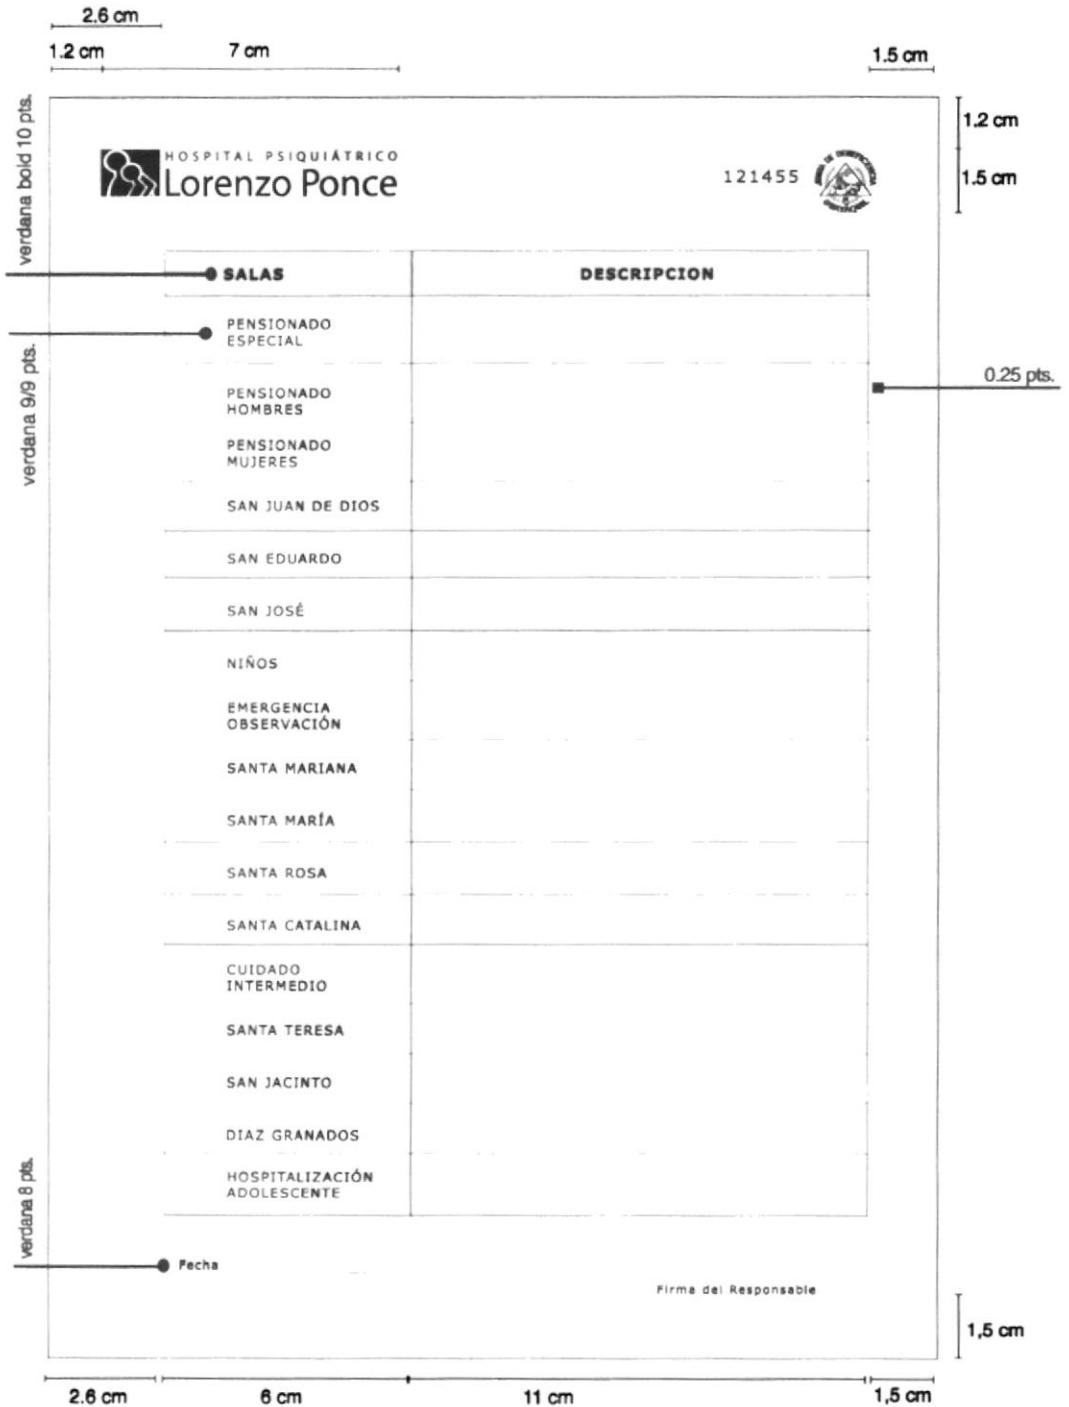 2.6 cm
1.2 cm
7 cm
1.5 cm
verdana bold 10 pts.
1.2 cm
HOSPITAL PSIQUIÁTRICO
Lorenzo Ponce
121455
1.5 cm
SALAS
DESCRIPCION
PENSIONADO
ESPECIAL
verdana 9/9 pts.
0.25 pts.
PENSIONADO
HOMBRES
PENSIONADO
MUJERES
SAN JUAN DE DIOS
SAN EDUARDO
SAN JOSÉ
NIÑOS
EMERGENCIA
OBSERVACIÓN
SANTA MARIANA
SANTA MARÍA
SANTA ROSA
SANTA CATALINA
CUIDADO
INTERMEDIO
SANTA TERESA
SAN JACINTO
DIAZ GRANADOS
HOSPITALIZACIÓN
ADOLESCENTE
verdana 8 pts.
Fecha
Firma del Responsable
1,5 cm
2.6 cm
6 cm
11 cm
1,5 cm